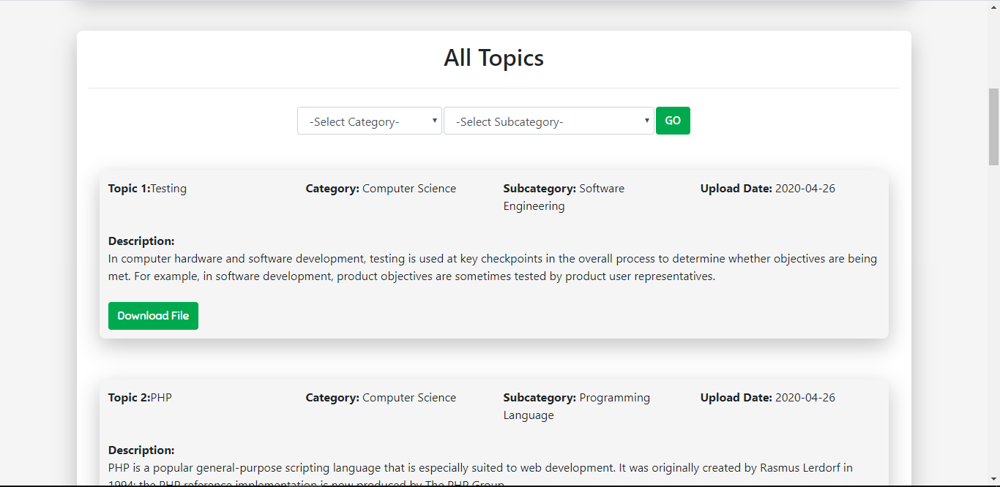 All Topics
-Select Category- -Select Subcategory- GO
Topic 1:Testing Category: Computer Science Subcategory: Software Upload Date: 2020-04-26
Engineering
Description:
In computer hardware and software development, testing is used at key checkpoints in the overall process to determine whether objectives are being
met. For example, in software development, product objectives are sometimes tested by product user representatives.
Download File
Topic 2:PHP Category: Computer Science Subcategory: Programming Upload Date: 2020-04-26
Language
Description:
PHP is a popular general-purpose scripting language that is especially suited to web development. It was originally created by Rasmus Lerdorf in
1994; the PHP reference implementation is now produced by The PHP Group.